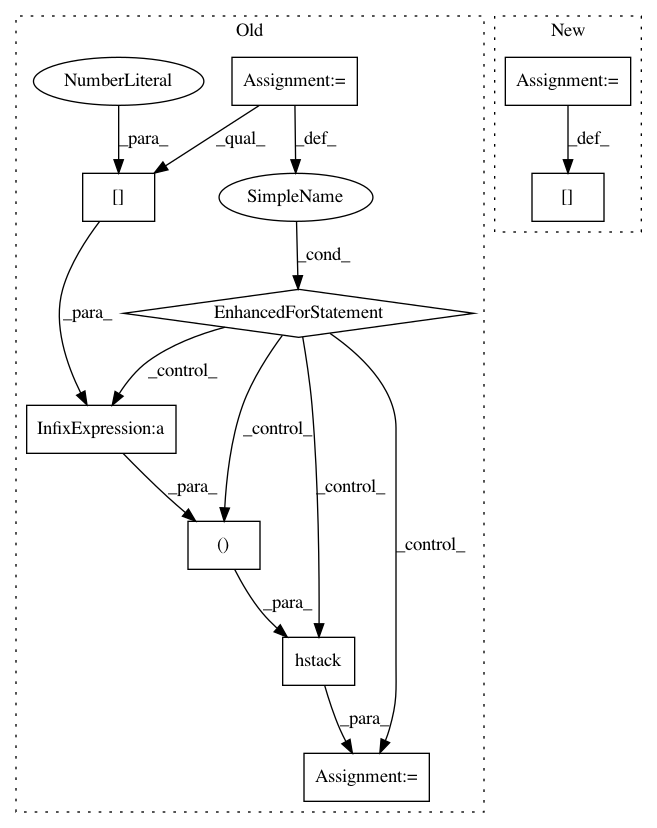 Old
New
NumberLiteral
Assignment:=
Assignment:=
_para_
_qual_
_def_
_def_
[]
SimpleName
[]
_cond_
_para_
EnhancedForStatement
_control_
InfixExpression:a
_control_
_para_
_control_
_control_
()
_para_
hstack
_para_
Assignment:=